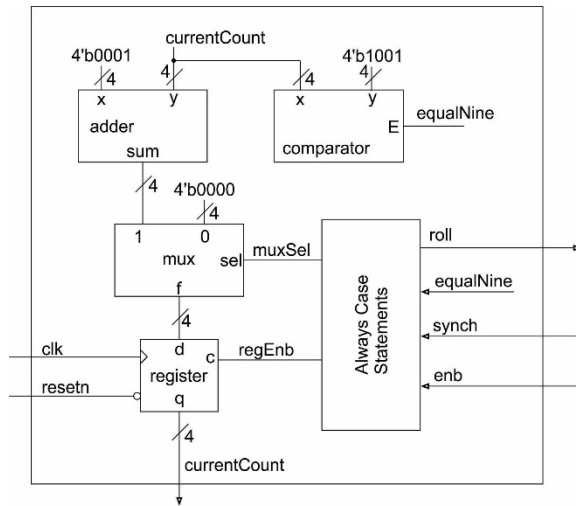 currentCount
4'b0001
4'b1001
4
4
4
4
x
y
x
y
adder
E
equalNine
sum
comparator
4
4'b0000
4
1
0
roll
mux
sel
muxSel
f
equalNine
4
Always Case
Statements
synch
clk
d
c
regEnb
register
enb
resetn
q
4
currentCount